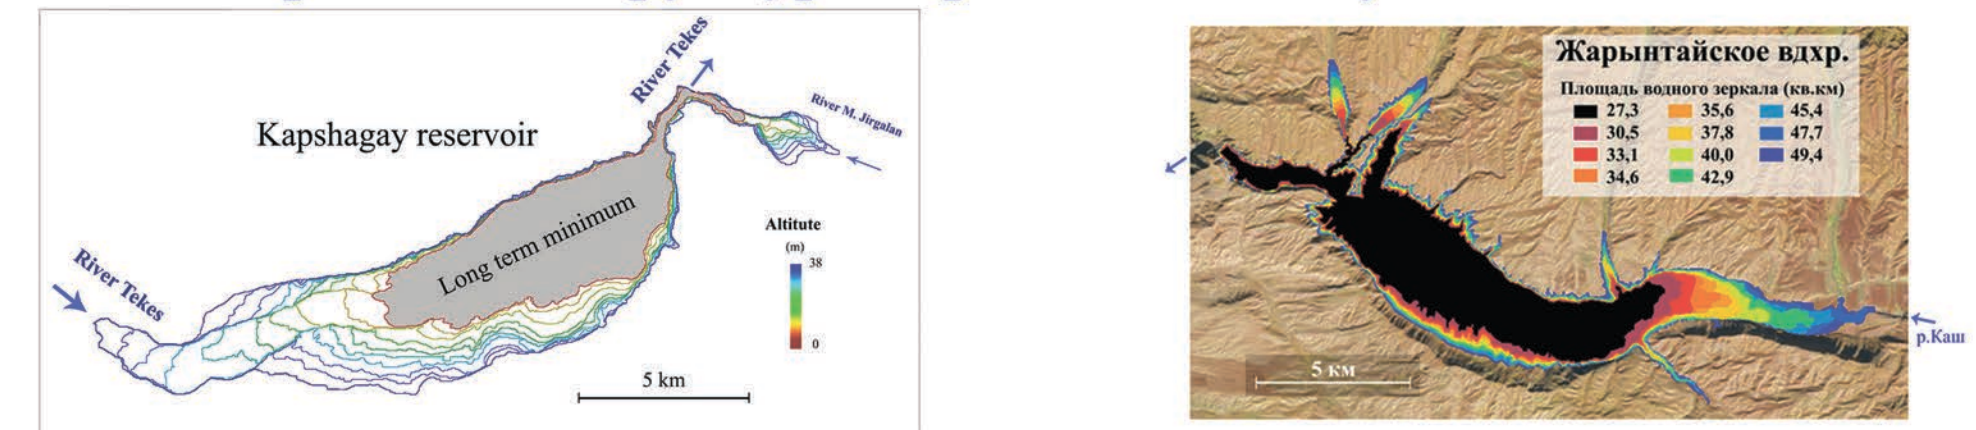 River Tekes
River M. Jirgalan
Kapshagay reservoir
Long term minimum
Altitute
(m)
38
0
River Tekes
5 km
Жарынтайское вдхр.
Площадь водного зеркала (кв.км)
27,3 35,6 45,4
30,5 37,8 47,7
33,1 40,0 49,4
34,6 42,9
р.Каш
5 км